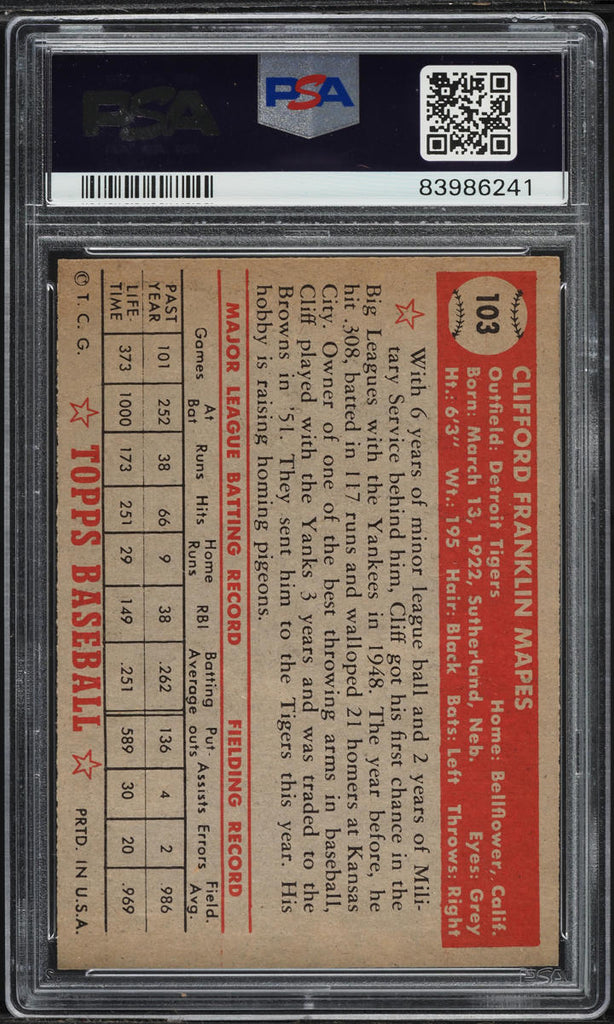 PSA
PSA
83986241
103
CLIFFORD FRANKLIN MAPES
Outfield: Detroit Tigers Home: Bellflower, Calif.
Born: March 13, 1922, Sutherland, Neb. Eyes: Grey
Ht.: 6'3" Wt.: 195 Hair: Black Bats: Left Throws: Right
With 6 years of minor league ball and 2 years of Mili-
tary Service behind him, Cliff got his first chance in the
Big Leagues with the Yankees in 1948. The year before, he
hit .308, batted in 117 runs and walloped 21 homers at Kansas
City. Owner of one of the best throwing arms in baseball,
Cliff played with the Yanks 3 years and was traded to the
Browns in '51. They sent him to the Tigers this year. His
hobby is raising homing pigeons.
MAJOR LEAGUE BATTING RECORD FIELDING RECORD
Games At Bat Runs Hits Home Runs RBI Batting Average Put-outs Assists Errors Field. Avg.
PAST YEAR 101 252 38 66 9 38 .262 136 4 2 .986
LIFE-TIME 373 1000 173 251 29 149 .251 589 30 20 .969
© T. C. G. TOPPS BASEBALL PRTD. IN U.S.A.
PSA